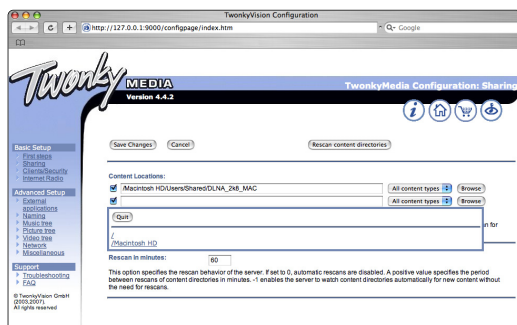 TwonkyVision Configuration
http://127.0.0.1:9000/configpage/index.htm
Google
Twonky
MEDIA
Version 4.4.2
TwonkyMedia Configuration: Sharing
Save Changes Cancel Rescan content directories
Basic Setup
First steps
Sharing
Clients/Security
Internet Radio
Advanced Setup
External
applications
Naming
Music tree
Picture tree
Video tree
Network
Miscellaneous
Support
Troubleshooting
FAQ
© TwonkyVision GmbH
(2003,2007).
All rights reserved
Content Locations:
/Macintosh HD/Users/Shared/DLNA_2k8_MAC All content types Browse
All content types Browse
Quit
/
/Macintosh HD
n for
Rescan in minutes: 60
This option specifies the rescan behavior of the server. If set to 0, automatic rescans are disabled. A positive value specifies the period
between rescans of content directories in minutes. -1 enables the server to watch content directories automatically for new content without
the need for rescans.